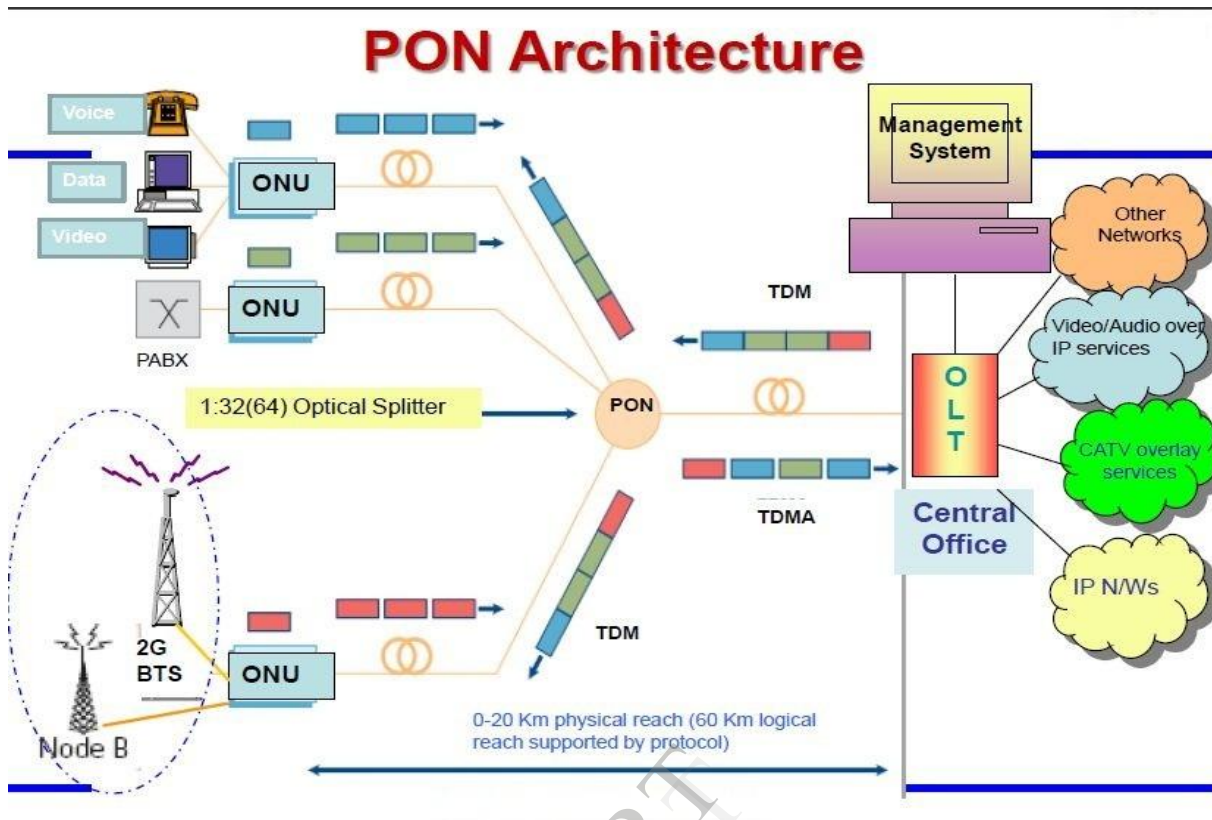 PON Architecture
Voice
Data
Video
ONU
ONU
PABX
1:32(64) Optical Splitter
PON
TDM
TDMA
TDM
Management
System
OLT
Central
Office
Other
Networks
Video/Audio over
IP services
CATV overlay
services
IP N/Ws
2G
BTS
Node B
ONU
0-20 Km physical reach (60 Km logical
reach supported by protocol)